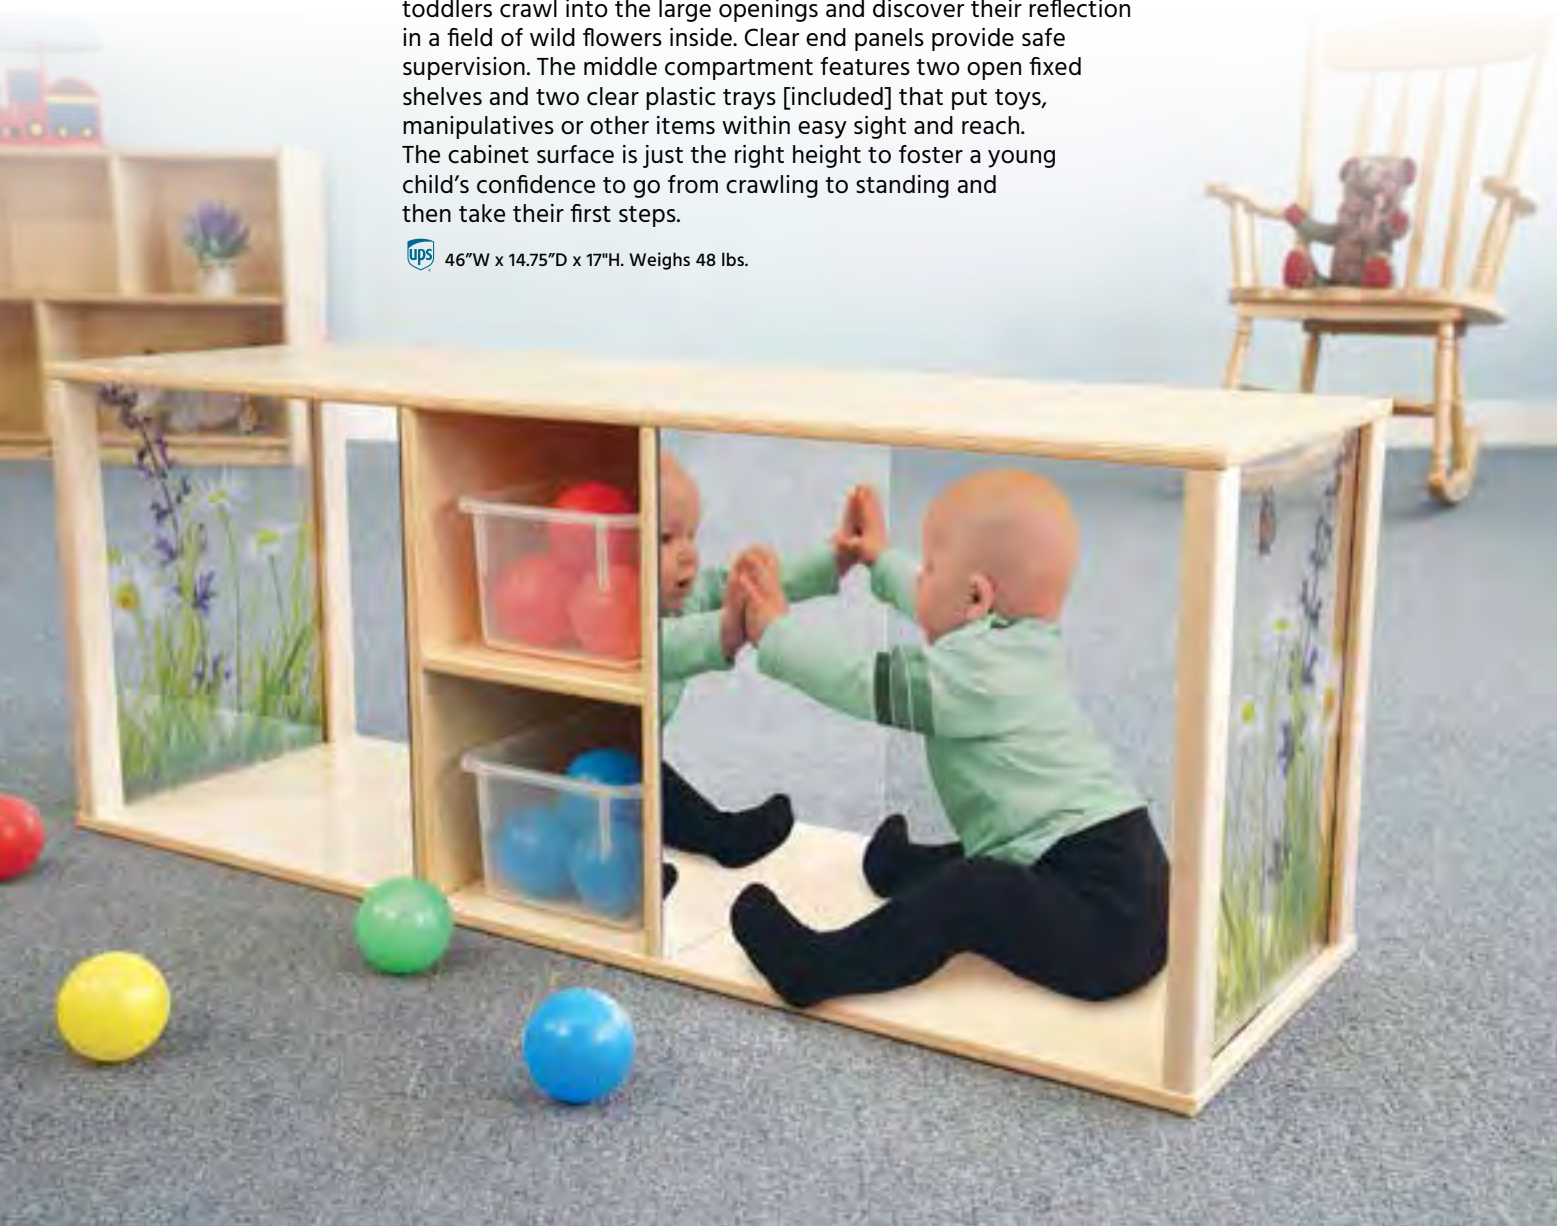 toddlers crawl into the large openings and discover their reflection
in a field of wild flowers inside. Clear end panels provide safe
supervision. The middle compartment features two open fixed
shelves and two clear plastic trays [included] that put toys,
manipulatives or other items within easy sight and reach.
The cabinet surface is just the right height to foster a young
child’s confidence to go from crawling to standing and
then take their first steps.
ups 46”W x 14.75”D x 17"H. Weighs 48 lbs.